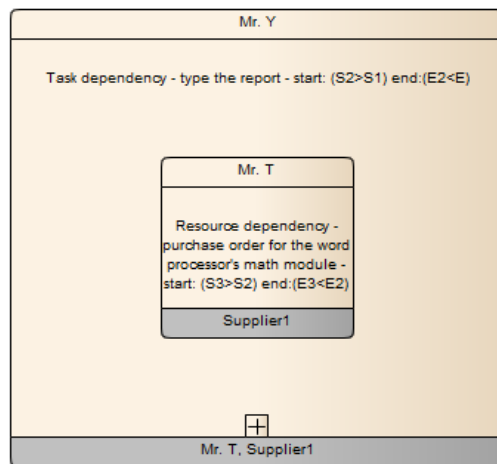 Mr. Y
Task dependency - type the report - start: (S2>S1) end:(E2<E)
Mr. T
Resource dependency -
purchase order for the word
processor's math module -
start: (S3>S2) end:(E3<E2)
Supplier1
Mr. T, Supplier1